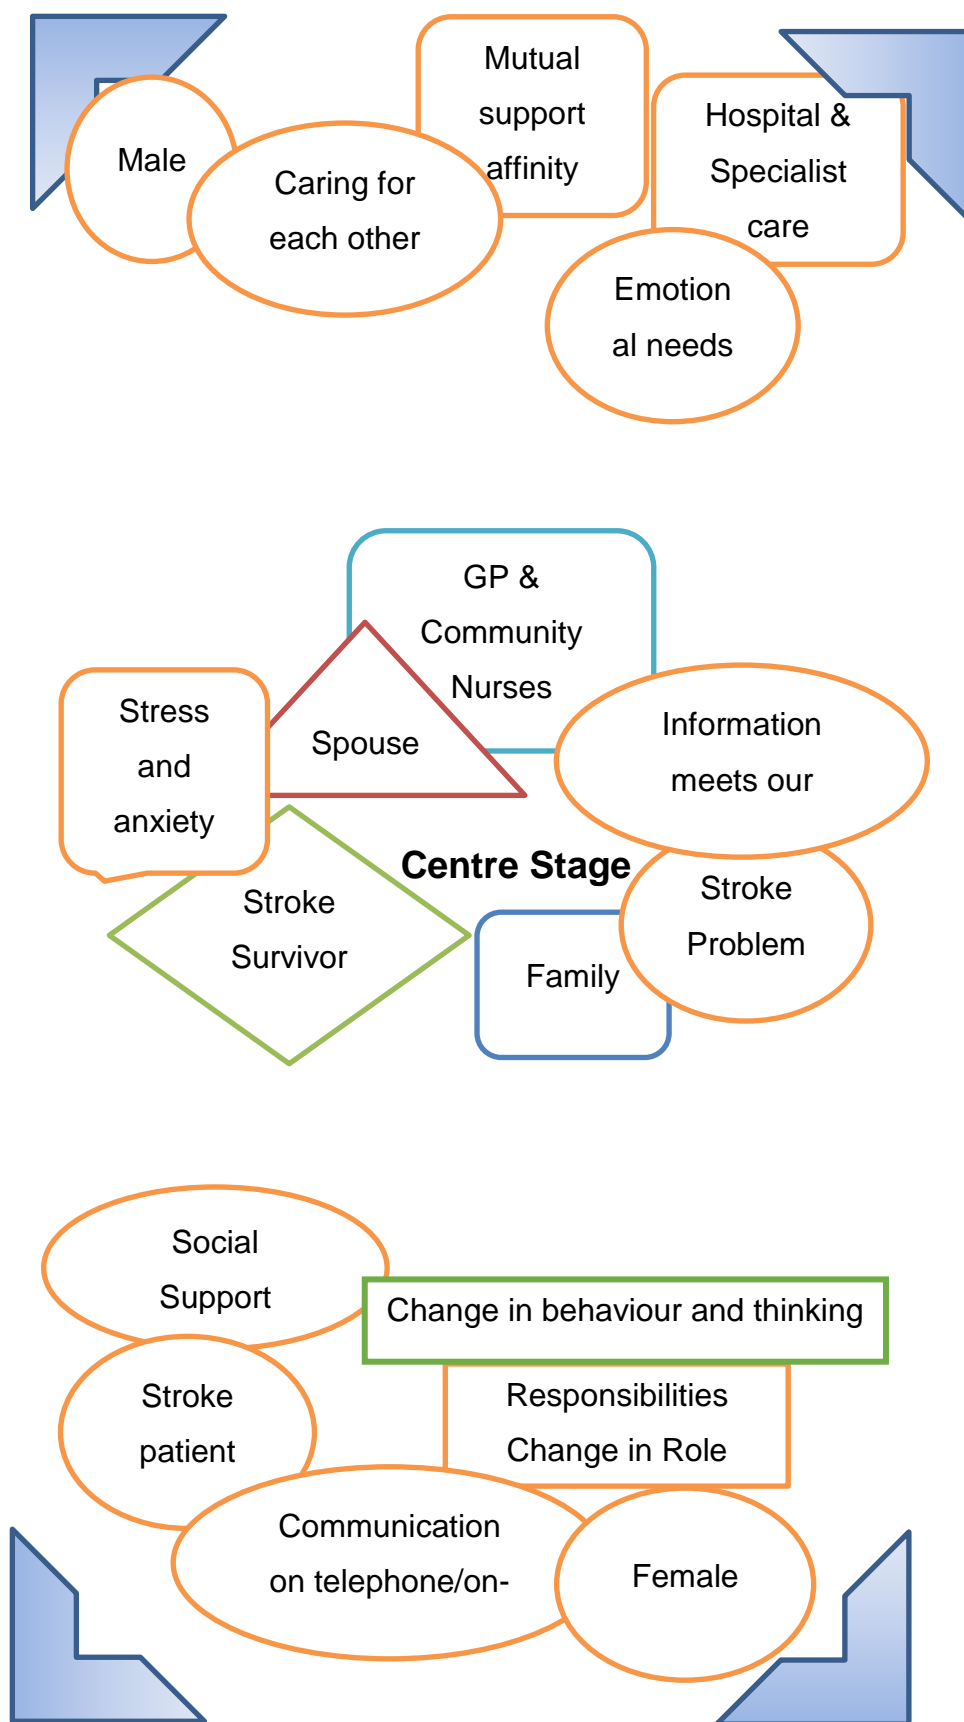 Male
Caring for
each other
Mutual
support
affinity
Hospital &
Specialist
care
Emotion
al needs
GP &
Community
Nurses
Stress
and
anxiety
Spouse
Information
meets our
Centre Stage
Stroke
Survivor
Stroke
Problem
Family
Social
Support
Change in behaviour and thinking
Stroke
patient
Responsibilities
Change in Role
Communication
on telephone/on-
Female